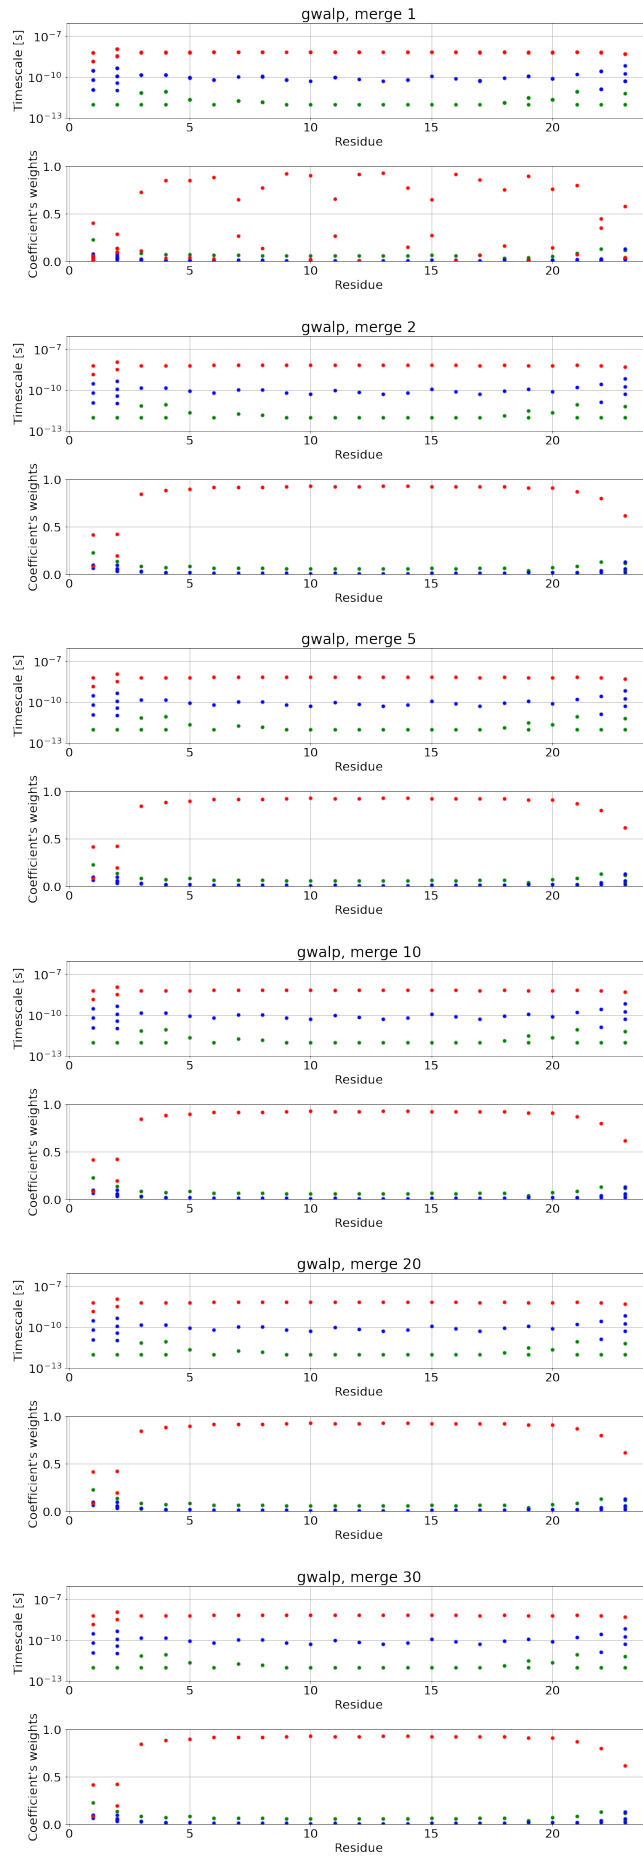 gwalp, merge 1
Timescale [s]
10⁻⁷
10⁻¹⁰
10⁻¹³
0 5 10 15 20
Residue
Coefficient's weights
1.0
0.5
0.0
0 5 10 15 20
Residue
gwalp, merge 2
Timescale [s]
10⁻⁷
10⁻¹⁰
10⁻¹³
0 5 10 15 20
Residue
Coefficient's weights
1.0
0.5
0.0
0 5 10 15 20
Residue
gwalp, merge 5
Timescale [s]
10⁻⁷
10⁻¹⁰
10⁻¹³
0 5 10 15 20
Residue
Coefficient's weights
1.0
0.5
0.0
0 5 10 15 20
Residue
gwalp, merge 10
Timescale [s]
10⁻⁷
10⁻¹⁰
10⁻¹³
0 5 10 15 20
Residue
Coefficient's weights
1.0
0.5
0.0
0 5 10 15 20
Residue
gwalp, merge 20
Timescale [s]
10⁻⁷
10⁻¹⁰
10⁻¹³
0 5 10 15 20
Residue
Coefficient's weights
1.0
0.5
0.0
0 5 10 15 20
Residue
gwalp, merge 30
Timescale [s]
10⁻⁷
10⁻¹⁰
10⁻¹³
0 5 10 15 20
Residue
Coefficient's weights
1.0
0.5
0.0
0 5 10 15 20
Residue